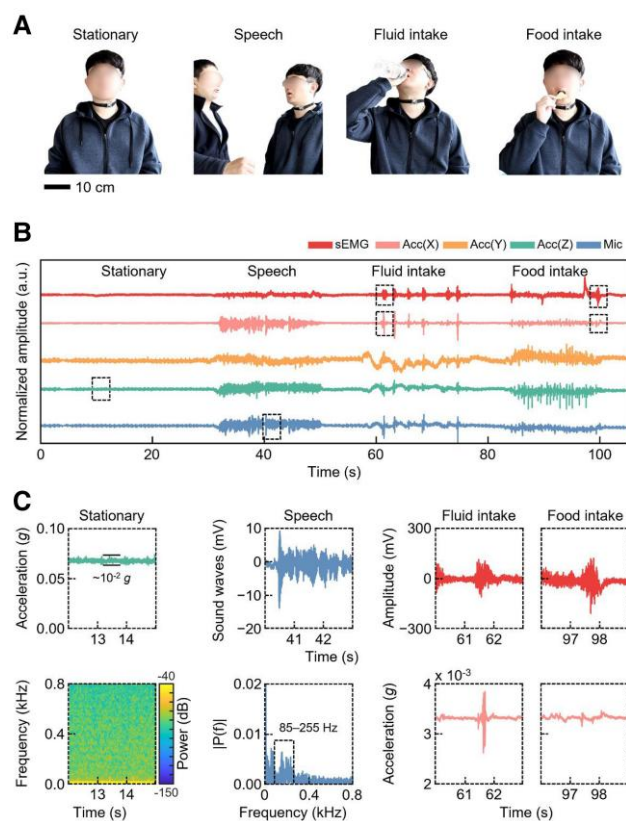 A
Stationary
Speech
Fluid intake
Food intake
10 cm
B
sEMG Acc(X) Acc(Y) Acc(Z) Mic
Normalized amplitude (a.u.)
Stationary Speech Fluid intake Food intake
0 20 40 60 80 100
Time (s)
C
Stationary
Acceleration (g)
0.10
0.05
0.00
~10-2 g
13 14
Speech
Sound waves (mV)
10
0
-10
-20
41 42
Time (s)
Fluid intake Food intake
Amplitude (mV)
300
0
-300
61 62 97 98
Frequency (kHz)
0.8
0.4
0
13 14
Time (s)
-40
Power (dB)
-150
|P(f)|
0.02
0.01
0.00
85–255 Hz
0 0.4 0.8
Frequency (kHz)
x 10-3
Acceleration (g)
4
3
2
61 62 97 98
Time (s)